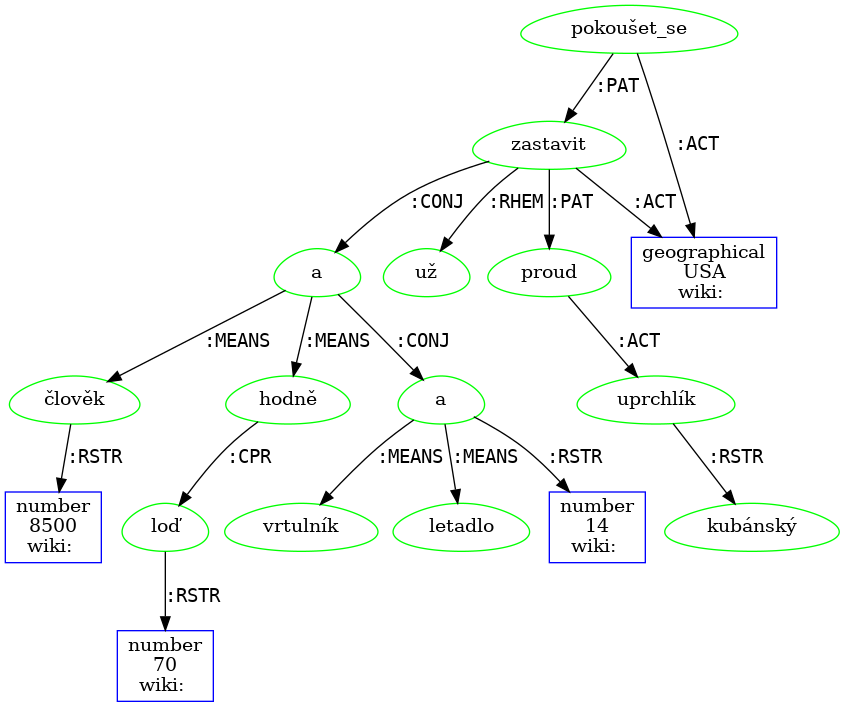 pokoušet_se
:PAT
zastavit
:ACT
:CONJ
:RHEM
:PAT
:ACT
a
už
proud
geographical
USA
wiki:
:MEANS
:MEANS
:CONJ
:ACT
člověk
hodně
a
uprchlík
:RSTR
:CPR
:MEANS
:MEANS
:RSTR
:RSTR
number
8500
wiki:
loď
vrtulník
letadlo
number
14
wiki:
kubánský
:RSTR
number
70
wiki: